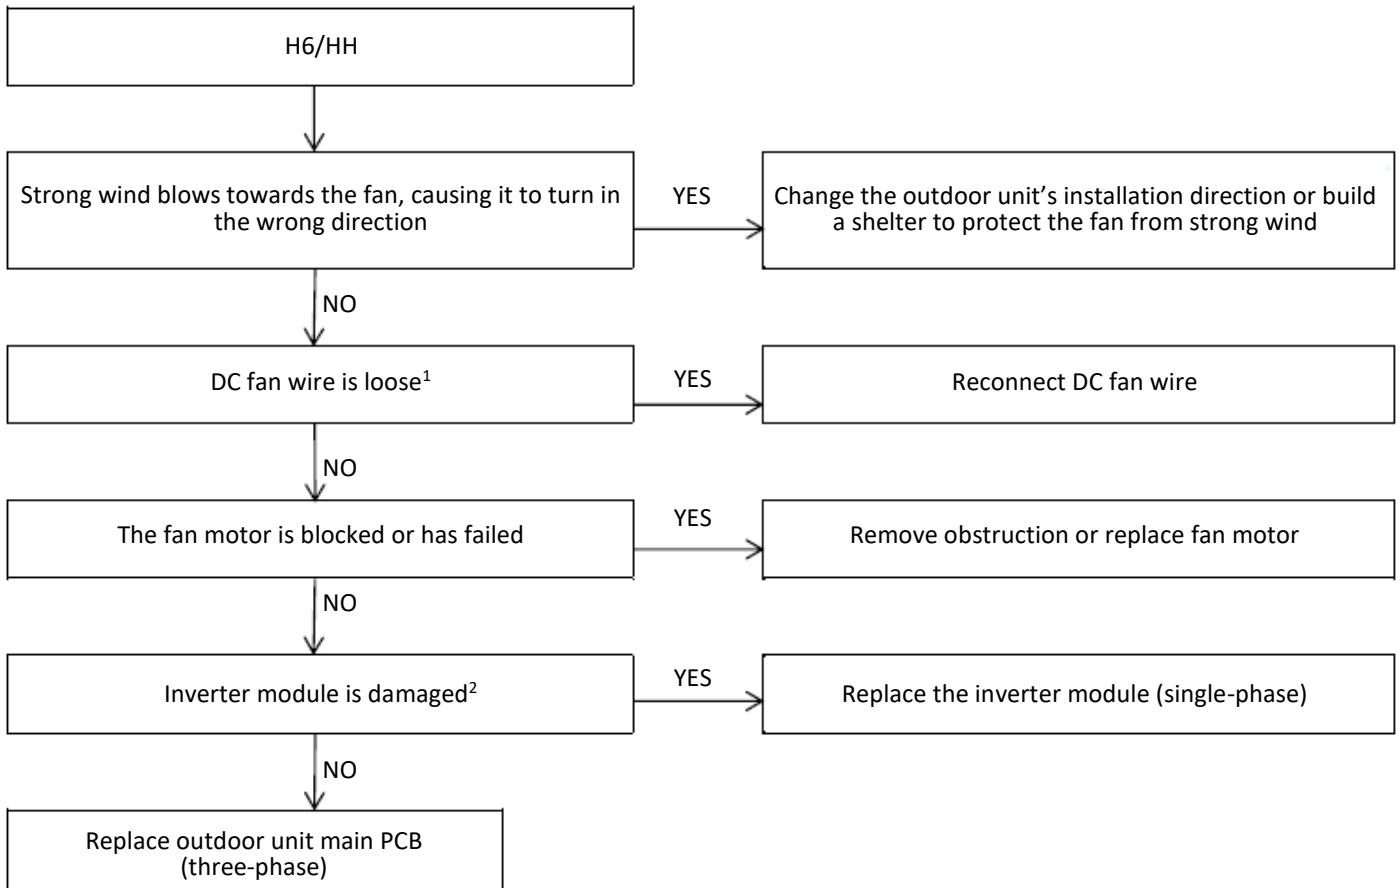 H6/HH
Strong wind blows towards the fan, causing it to turn in
the wrong direction
YES
Change the outdoor unit’s installation direction or build
a shelter to protect the fan from strong wind
NO
DC fan wire is loose¹
YES
Reconnect DC fan wire
NO
The fan motor is blocked or has failed
YES
Remove obstruction or replace fan motor
NO
Inverter module is damaged²
YES
Replace the inverter module (single-phase)
NO
Replace outdoor unit main PCB
(three-phase)